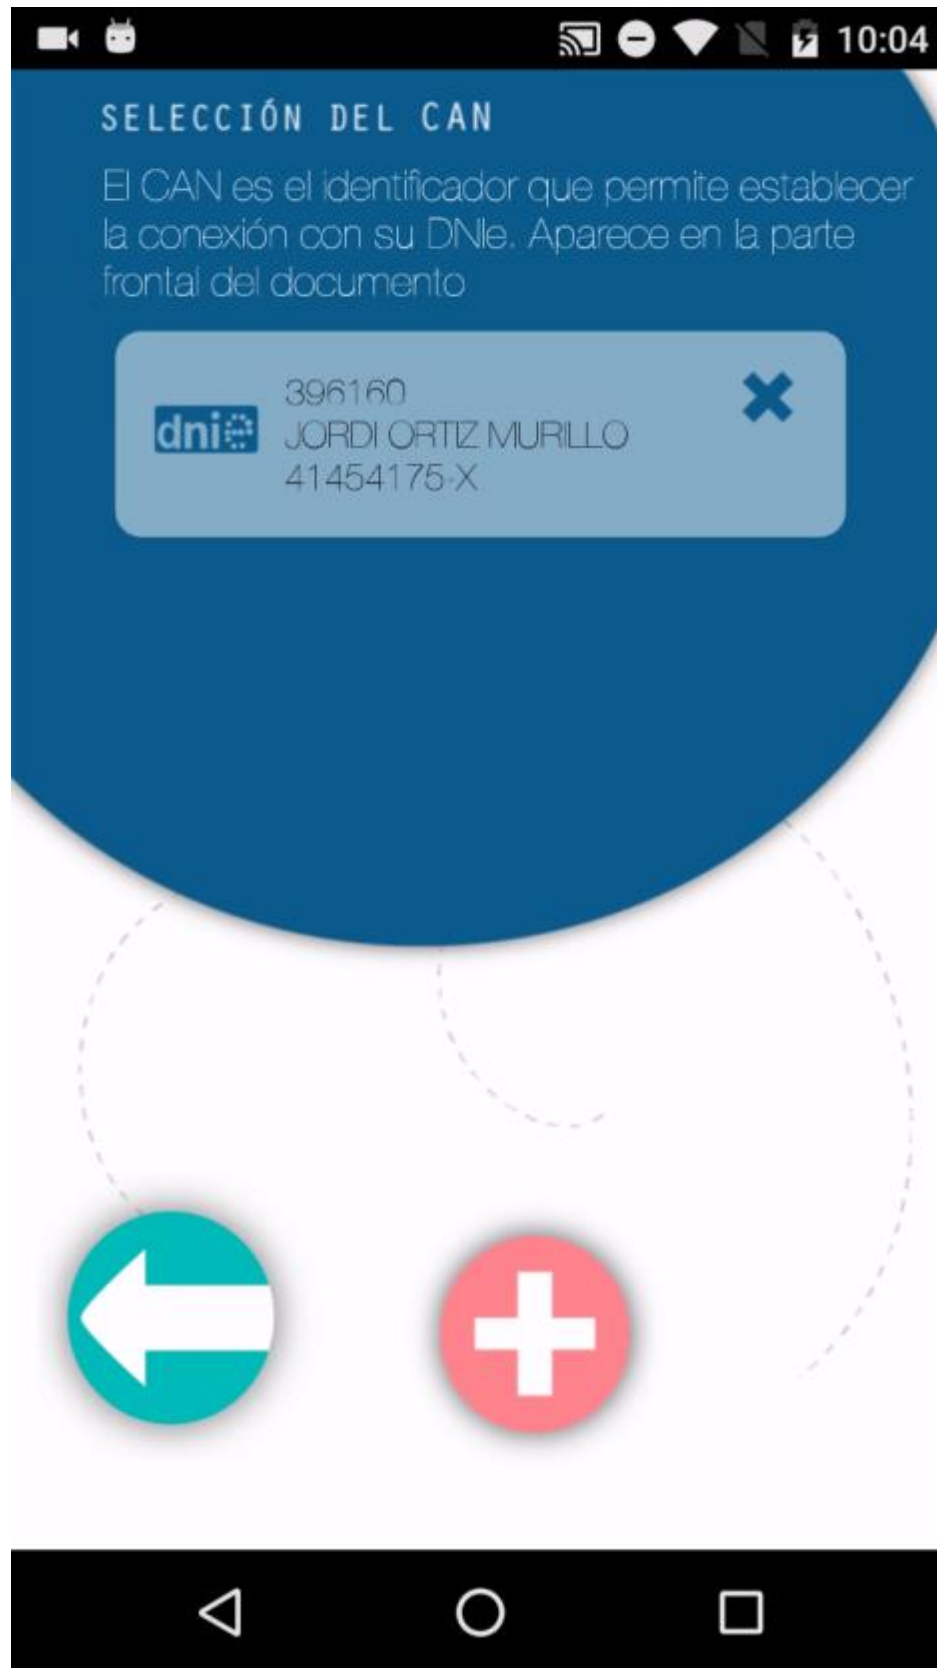 10:04
SELECCIÓN DEL CAN
El CAN es el identificador que permite establecer
la conexión con su DNIe. Aparece en la parte
frontal del documento
dnie
396160
JORDI ORTIZ MURILLO
41454175-X